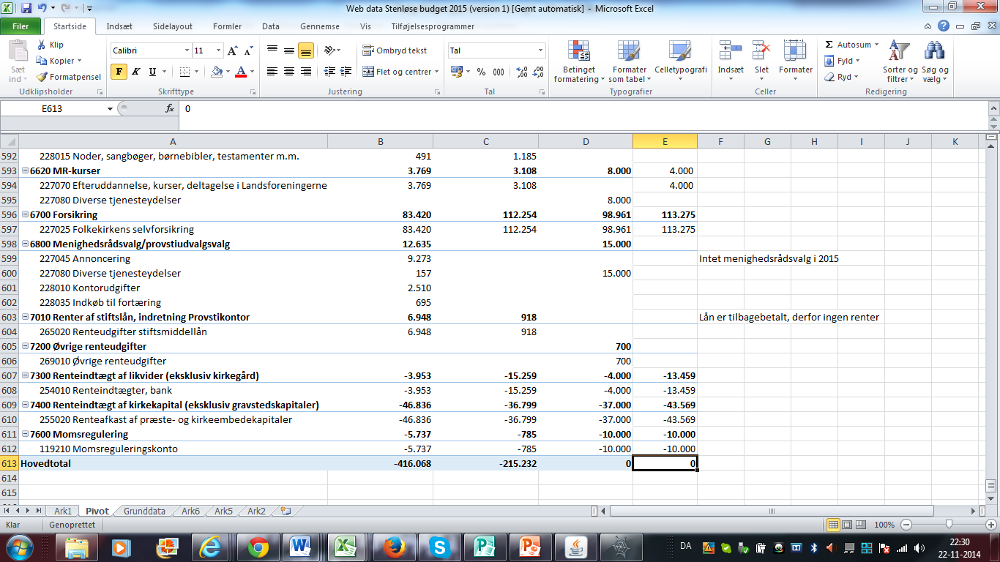 Web data Stenløse budget 2015 (version 1) [Gemt automatisk] - Microsoft Excel
Filer Startside Indsæt Sidelayout Formler Data Gennemse Vis Tilføjelsesprogrammer
Sæt ind
Klip
Kopier
Formatpensel
Udklipsholder
Calibri 11
F K U
Skrifttype
Ombryd tekst
Flet og centrer
Justering
Tal
% 000
Tal
Betinget formatering
Formater som tabel
Celletypografi
Typografier
Indsæt Slet Formater
Celler
Autosum
Fyld
Ryd
Sorter og filtrer
Søg og vælg
Redigering
E613 fx 0
A B C D E F G H I J K
592 228015 Noder, sangbøger, børnebibler, testamenter m.m. 491 1.185
593 6620 MR-kurser 3.769 3.108 8.000 4.000
594 227070 Efteruddannelse, kurser, deltagelse i Landsforeningerne 3.769 3.108 4.000
595 227080 Diverse tjenesteydelser 8.000
596 6700 Forsikring 83.420 112.254 98.961 113.275
597 227025 Folkekirkens selvforsikring 83.420 112.254 98.961 113.275
598 6800 Menighedsrådsvalg/provstiudvalgsvalg 12.635 15.000
599 227045 Annoncering 9.273 Intet menighedsrådsvalg i 2015
600 227080 Diverse tjenesteydelser 157 15.000
601 228010 Kontorudgifter 2.510
602 228035 Indkøb til fortæring 695
603 7010 Renter af stiftslån, indretning Provstikontor 6.948 918 Lån er tilbagebetalt, derfor ingen renter
604 265020 Renteudgifter stiftsmiddellån 6.948 918
605 7200 Øvrige renteudgifter 700
606 269010 Øvrige renteudgifter 700
607 7300 Renteindtægt af likvider (eksklusiv kirkegård) -3.953 -15.259 -4.000 -13.459
608 254010 Renteindtægter, bank -3.953 -15.259 -4.000 -13.459
609 7400 Renteindtægt af kirkekapital (eksklusiv gravstedskapitaler) -46.836 -36.799 -37.000 -43.569
610 255020 Renteafkast af præste- og kirkeembedekapitaler -46.836 -36.799 -37.000 -43.569
611 7600 Momsregulering -5.737 -785 -10.000 -10.000
612 119210 Momsreguleringskonto -5.737 -785 -10.000 -10.000
613 Hovedtotal -416.068 -215.232 0 0
614
615
Ark1 Pivot Grunddata Ark6 Ark5 Ark2
Klar Genoprettet 100%
DA 22:30
22-11-2014